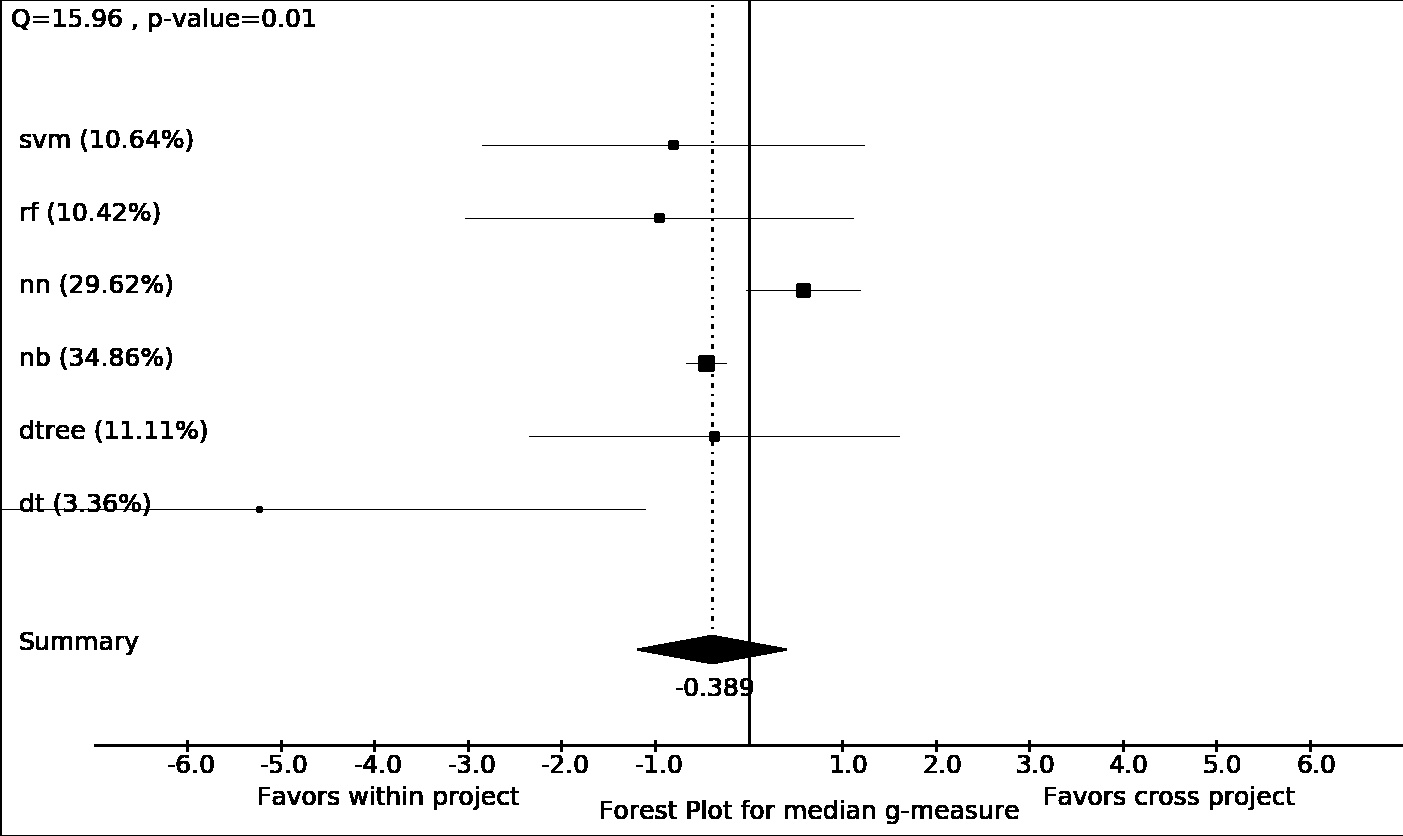 Q=15.96 , p-value=0.01
svm (10.64%)
rf (10.42%)
nn (29.62%)
nb (34.86%)
dtree (11.11%)
dt (3.36%)
Summary
-0.389
-6.0 -5.0 -4.0 -3.0 -2.0 -1.0 1.0 2.0 3.0 4.0 5.0 6.0
Favors within project Favors cross project
Forest Plot for median g-measure